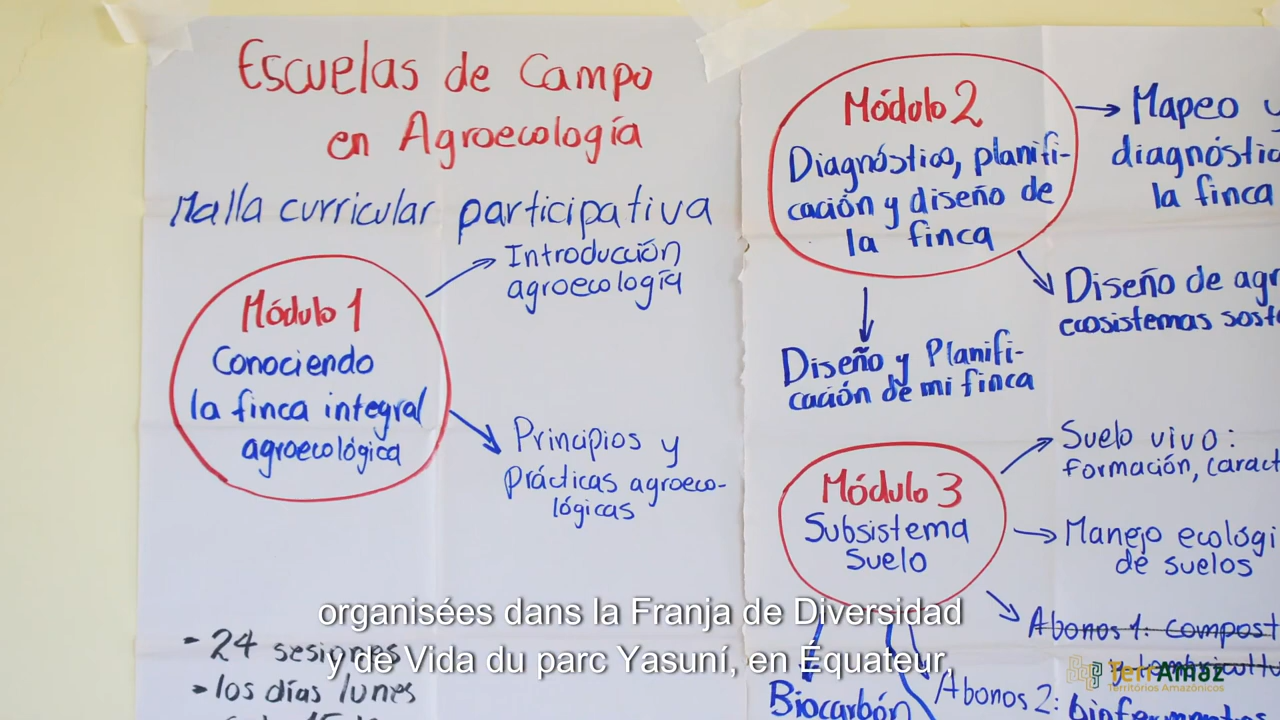 Escuelas de Campo
en Agroecología
Malla curricular participativa
Módulo 1
Conociendo
la finca integral
agroecológica
Introducción
agroecología
Principios y
Prácticas agroeco-
lógicas
- 24 sesiones
- los días lunes
Módulo 2
Diagnóstico, planifi-
cación y diseño de
la finca
Mapeo y
diagnóstic
la finca
Diseño de agr
ecosistemas sost
Diseño y Planifi-
cación de mi finca
Módulo 3
Subsistema
Suelo
Suelo vivo:
formación, caract
Manejo ecológi
de suelos
Abonos 1: compost
y lombricultu
Biocarbón
Abonos 2:
biofermentos
organisées dans la Franja de Diversidad
y de Vida du parc Yasuní, en Équateur,
TerrAmaz
Territórios Amazónicos